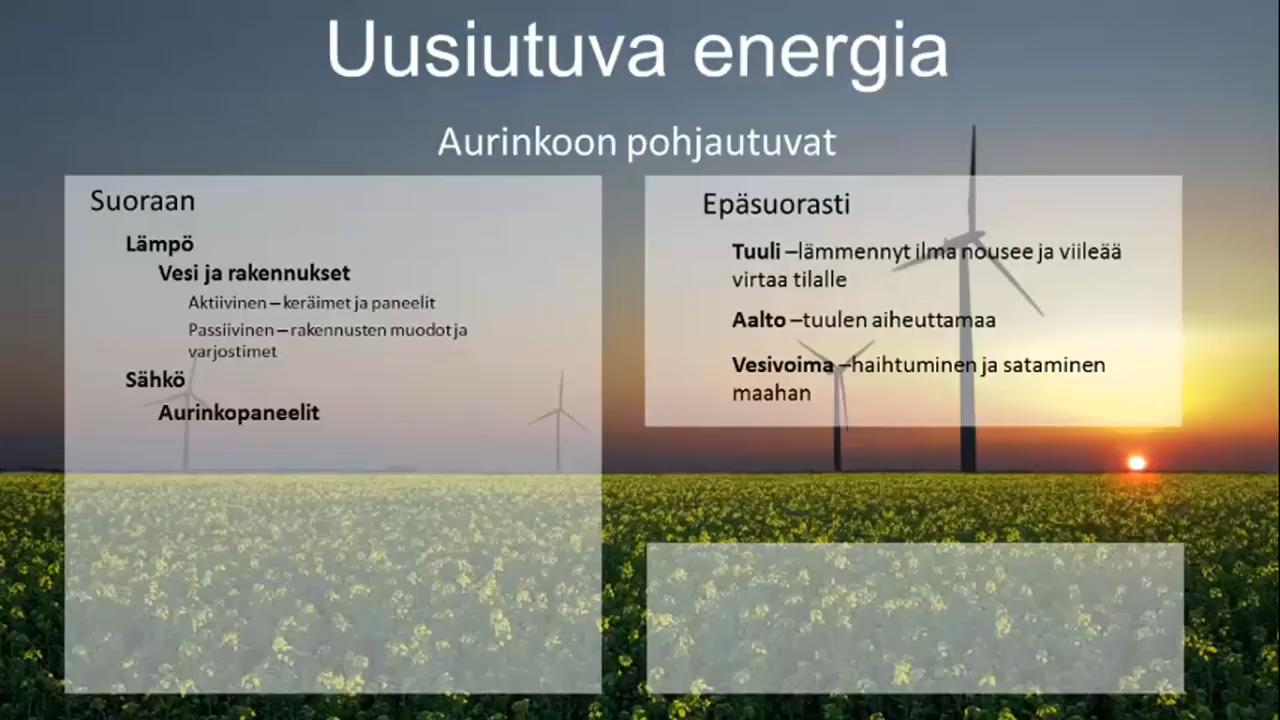 Uusiutuva energia
Aurinkoon pohjautuvat
Suoraan
Lämpö
Vesi ja rakennukset
Aktiivinen – keräimet ja paneelit
Passiivinen – rakennusten muodot ja
varjostimet
Sähkö
Aurinkopaneelit
Epäsuorasti
Tuuli –lämmennyt ilma nousee ja viileää
virtaa tilalle
Aalto –tuulen aiheuttamaa
Vesivoima –haihtuminen ja sataminen
maahan